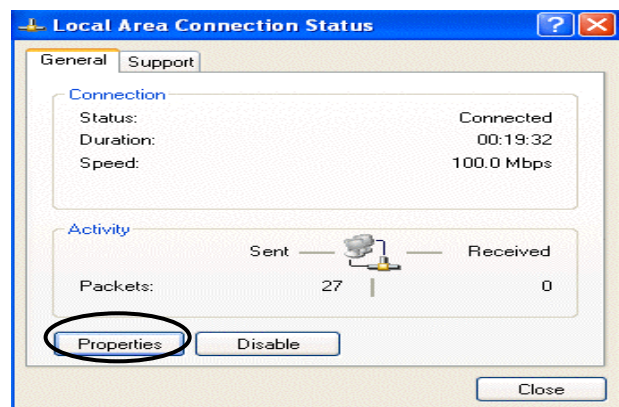 Local Area Connection Status
General Support
Connection
Status: Connected
Duration: 00:19:32
Speed: 100.0 Mbps
Activity
Sent Received
Packets: 27 0
Properties Disable
Close